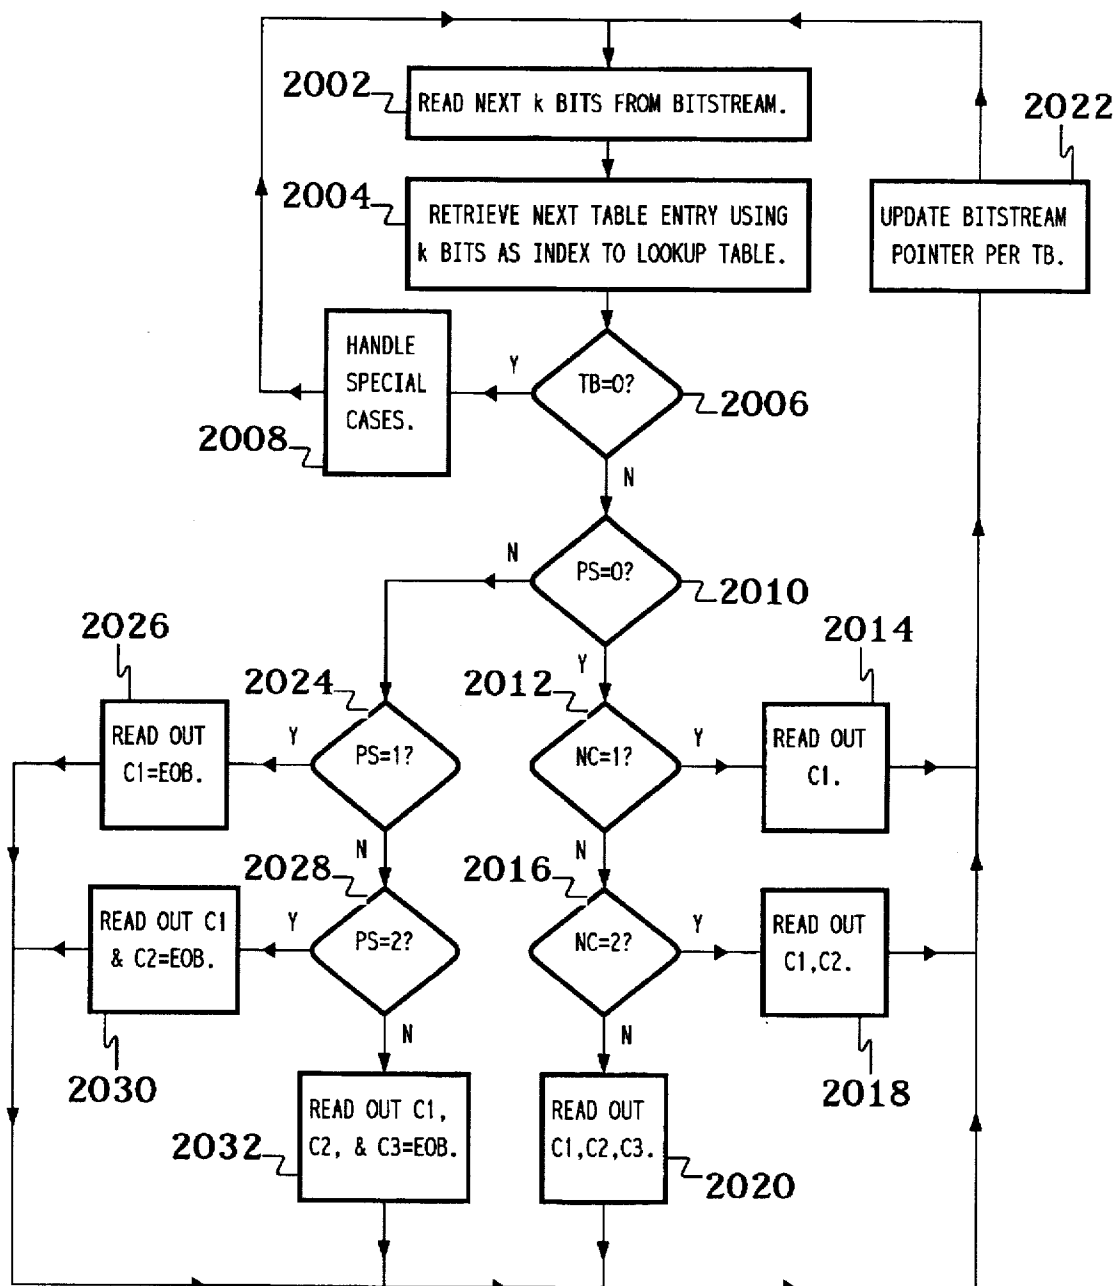 2002
READ NEXT k BITS FROM BITSTREAM.
2022
2004
RETRIEVE NEXT TABLE ENTRY USING
k BITS AS INDEX TO LOOKUP TABLE.
UPDATE BITSTREAM
POINTER PER TB.
HANDLE
SPECIAL
CASES.
2008
Y
TB=0?
2006
N
N
PS=0?
2010
Y
2026
READ OUT
C1=EOB.
Y
2024
PS=1?
N
2012
NC=1?
Y
N
2014
READ OUT
C1.
2028
READ OUT C1
& C2=EOB.
2030
Y
PS=2?
N
2016
NC=2?
Y
N
READ OUT
C1,C2.
2018
READ OUT C1,
C2, & C3=EOB.
2032
READ OUT
C1,C2,C3.
2020